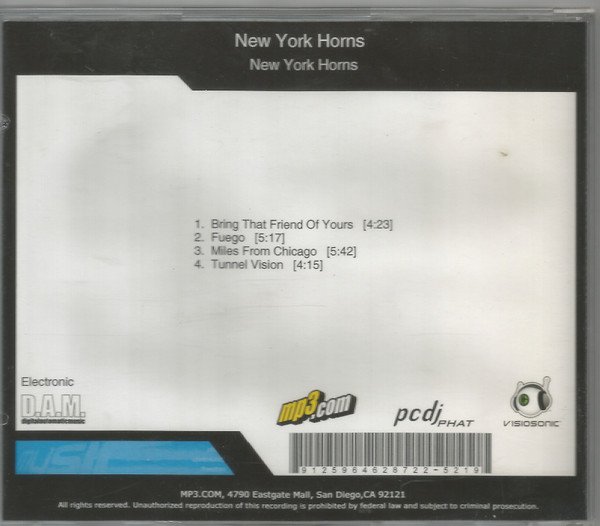 New York Horns
New York Horns
1. Bring That Friend Of Yours [4:23]
2. Fuego [5:17]
3. Miles From Chicago [5:42]
4. Tunnel Vision [4:15]
Electronic
D.A.M.
digitalautomaticmusic
mp3.com
pcdj
PHAT
VISIOSONIC
9125964628722-5219
MP3.COM, 4790 Eastgate Mall, San Diego,CA 92121
All rights reserved. Unauthorized reproduction of this recording is prohibited by federal law and subject to criminal prosecution.